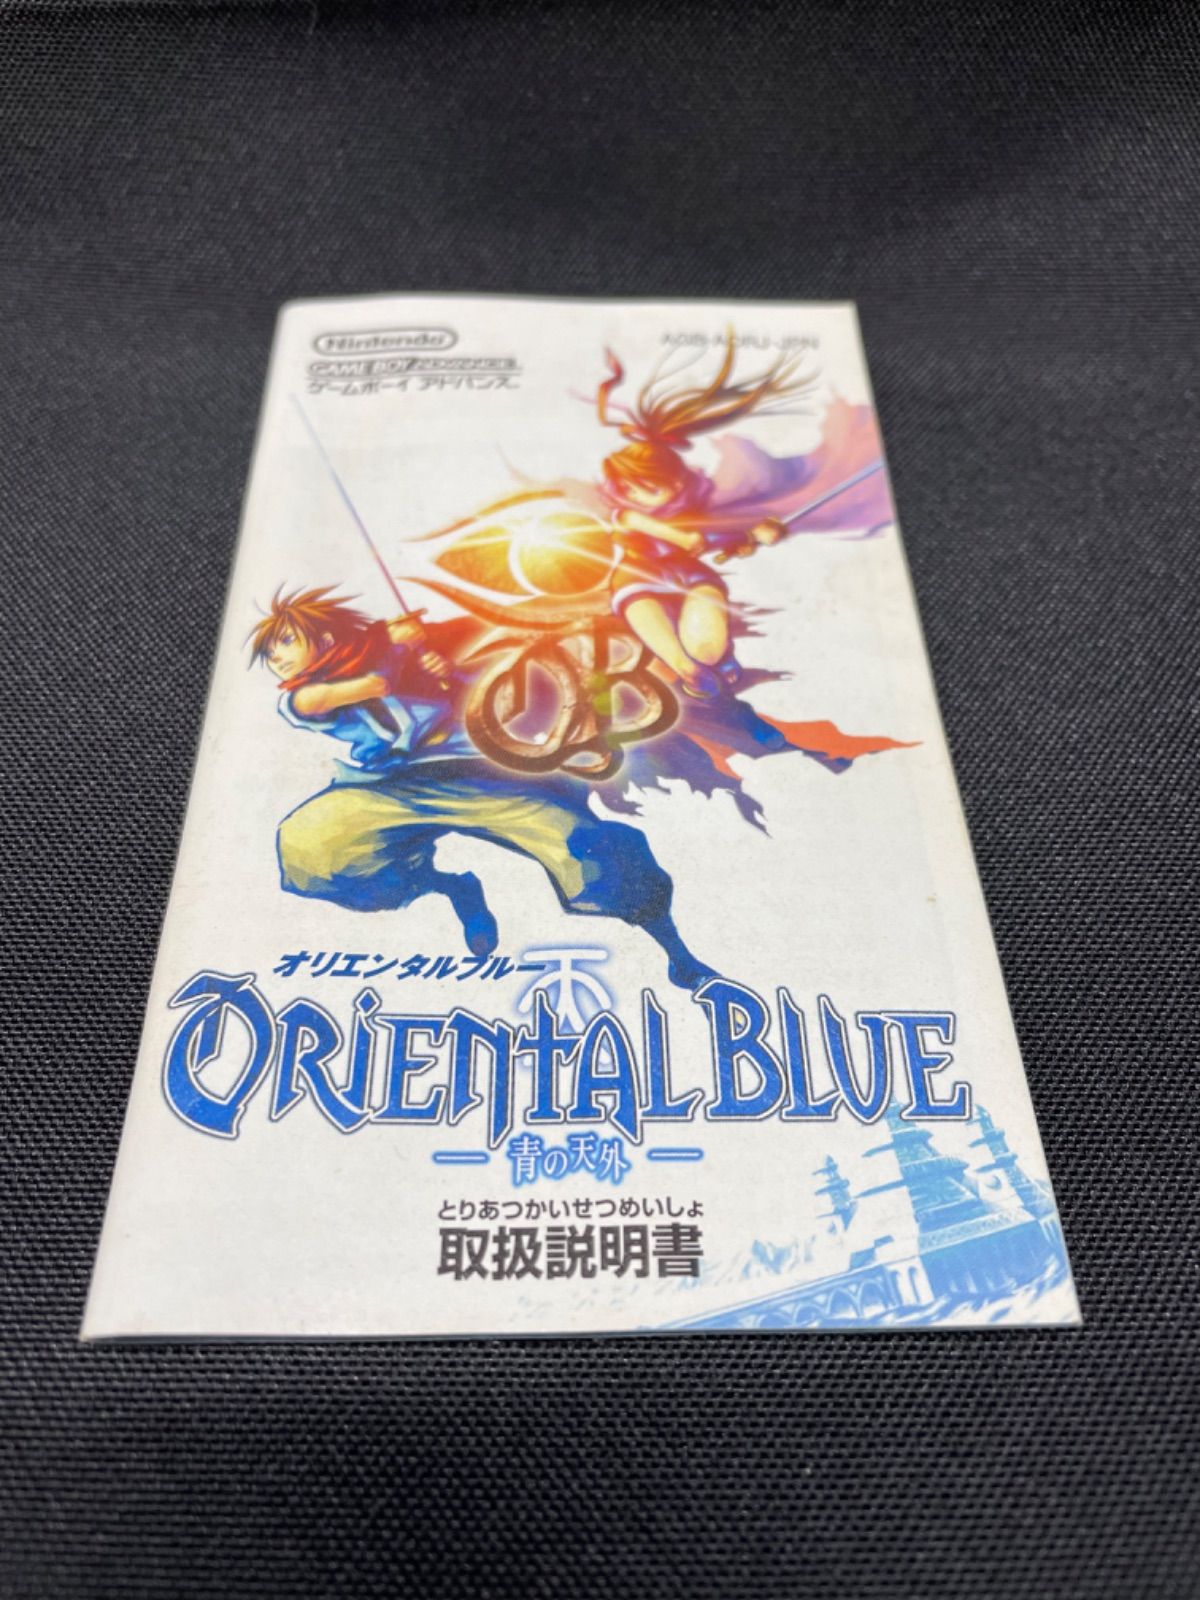 Nintendo
GAME BOY ADVANCE
ゲームボーイ アドバンス
オリエンタルブルー
ORIENTAL BLUE
青の天外
とりあつかいせつめいしょ
取扱説明書